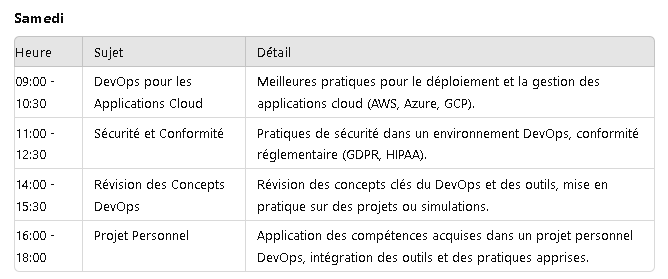 Samedi
Heure Sujet Détail
09:00 - DevOps pour les Meilleures pratiques pour le déploiement et la gestion des
10:30 Applications Cloud applications cloud (AWS, Azure, GCP).
11:00 - Sécurité et Conformité Pratiques de sécurité dans un environnement DevOps, conformité
12:30 réglementaire (GDPR, HIPAA).
14:00 - Révision des Concepts Révision des concepts clés du DevOps et des outils, mise en
15:30 DevOps pratique sur des projets ou simulations.
16:00 - Projet Personnel Application des compétences acquises dans un projet personnel
18:00 DevOps, intégration des outils et des pratiques apprises.